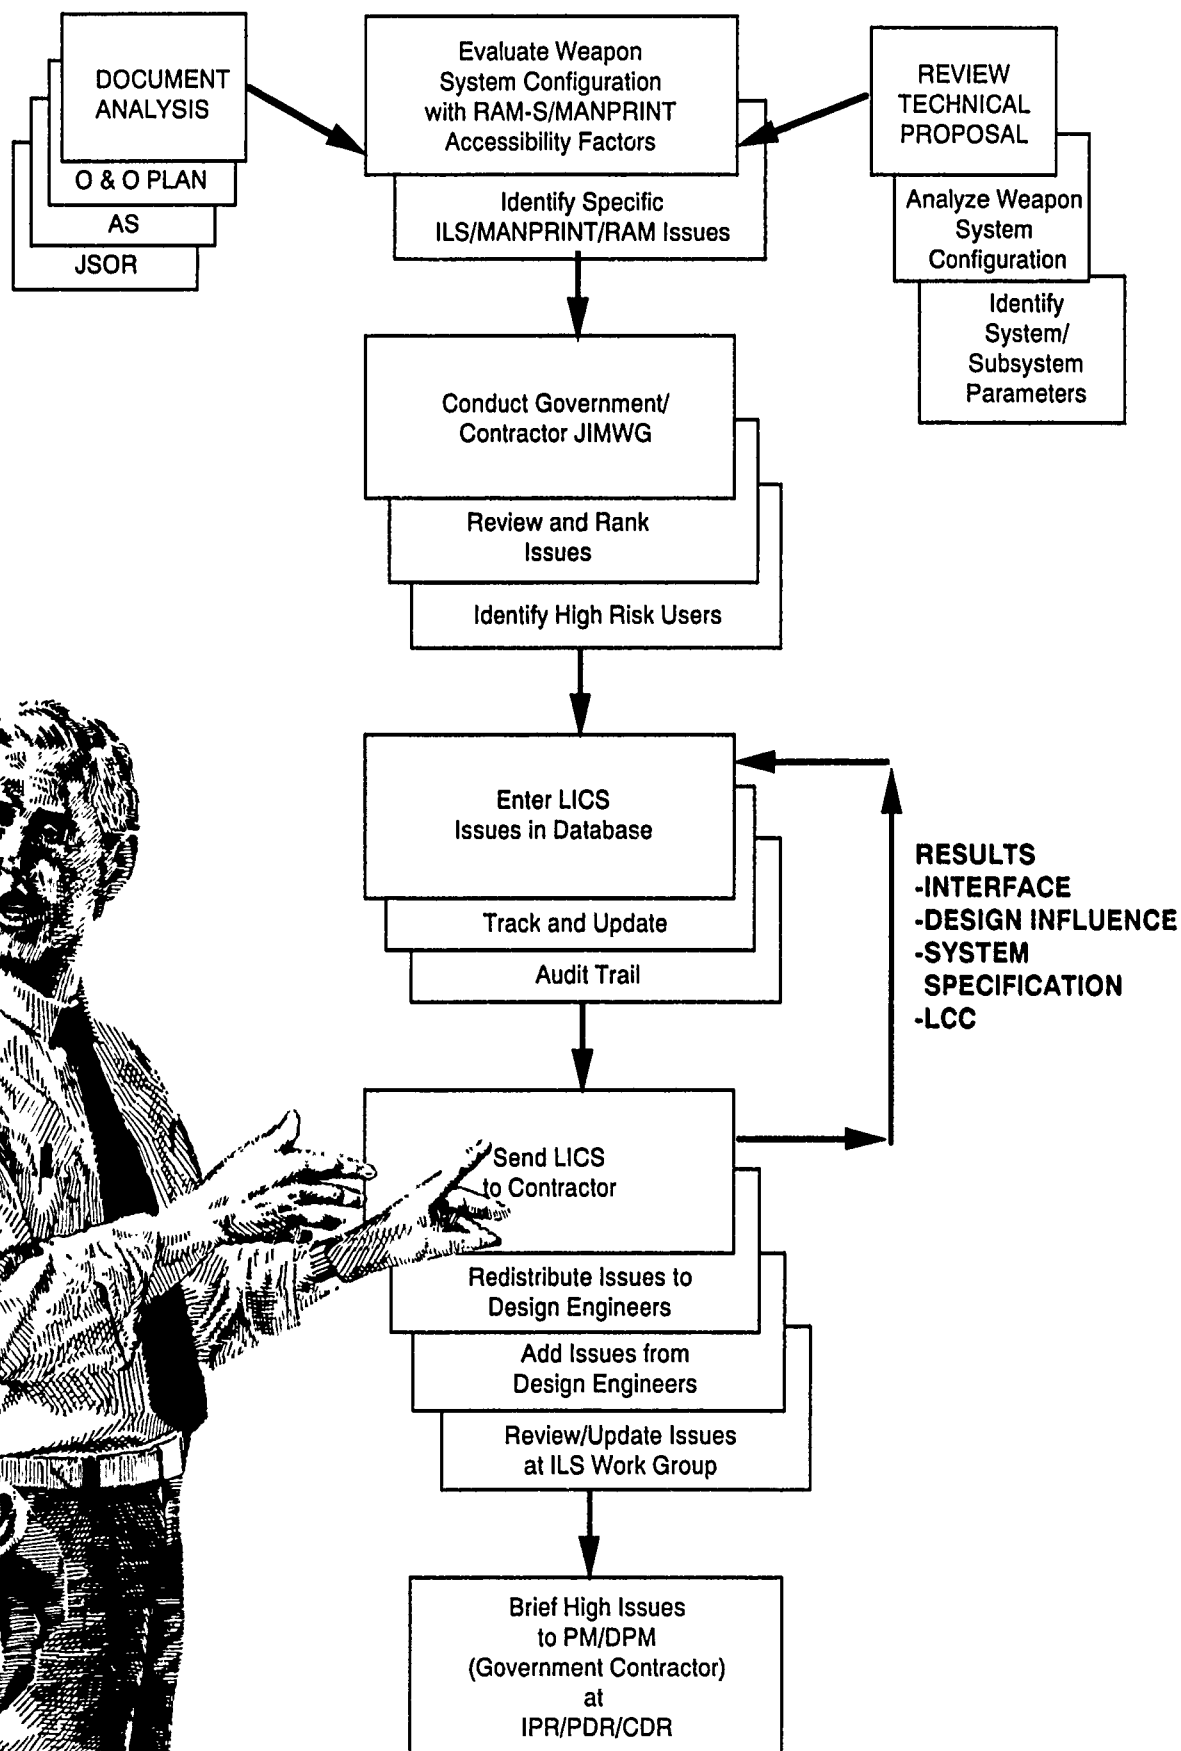 DOCUMENT
ANALYSIS
O & O PLAN
AS
JSOR
Evaluate Weapon
System Configuration
with RAM-S/MANPRINT
Accessibility Factors
Identify Specific
ILS/MANPRINT/RAM Issues
REVIEW
TECHNICAL
PROPOSAL
Analyze Weapon
System
Configuration
Identify
System/
Subsystem
Parameters
Conduct Government/
Contractor JIMWG
Review and Rank
Issues
Identify High Risk Users
Enter LICS
Issues in Database
Track and Update
Audit Trail
RESULTS
-INTERFACE
-DESIGN INFLUENCE
-SYSTEM
SPECIFICATION
-LCC
Send LICS
to Contractor
Redistribute Issues to
Design Engineers
Add Issues from
Design Engineers
Review/Update Issues
at ILS Work Group
Brief High Issues
to PM/DPM
(Government Contractor)
at
IPR/PDR/CDR